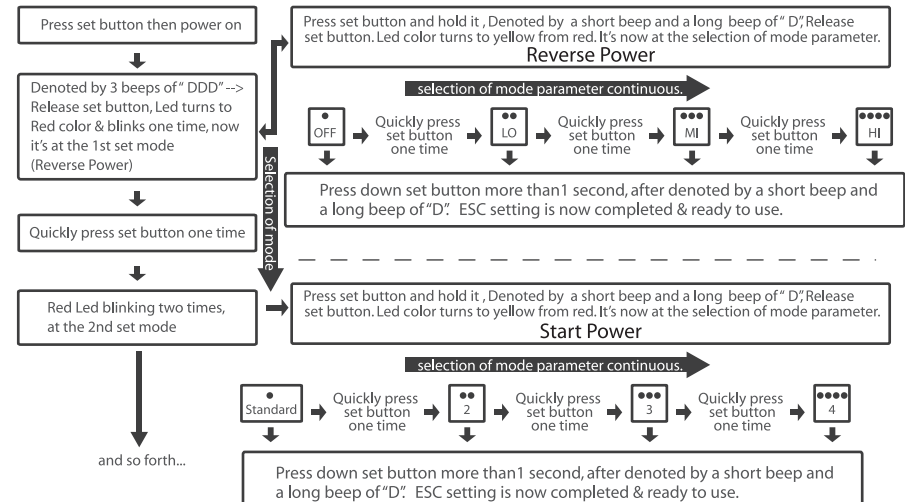 Press set button then power on
Denoted by 3 beeps of “ DDD” -->
Release set button, Led turns to
Red color & blinks one time, now
it’s at the 1st set mode
(Reverse Power)
Quickly press set button one time
Red Led blinking two times,
at the 2nd set mode
and so forth...
Selection of mode
Press set button and hold it , Denoted by a short beep and a long beep of “ D”, Release
set button. Led color turns to yellow from red. It’s now at the selection of mode parameter.
Reverse Power
selection of mode parameter continuous.
OFF
Quickly press
set button
one time
LO
Quickly press
set button
one time
MI
Quickly press
set button
one time
HI
Press down set button more than1 second, after denoted by a short beep and
a long beep of “D”. ESC setting is now completed & ready to use.
Press set button and hold it , Denoted by a short beep and a long beep of “ D”, Release
set button. Led color turns to yellow from red. It’s now at the selection of mode parameter.
Start Power
selection of mode parameter continuous.
Standard
Quickly press
set button
one time
2
Quickly press
set button
one time
3
Quickly press
set button
one time
4
Press down set button more than1 second, after denoted by a short beep and
a long beep of “D”. ESC setting is now completed & ready to use.